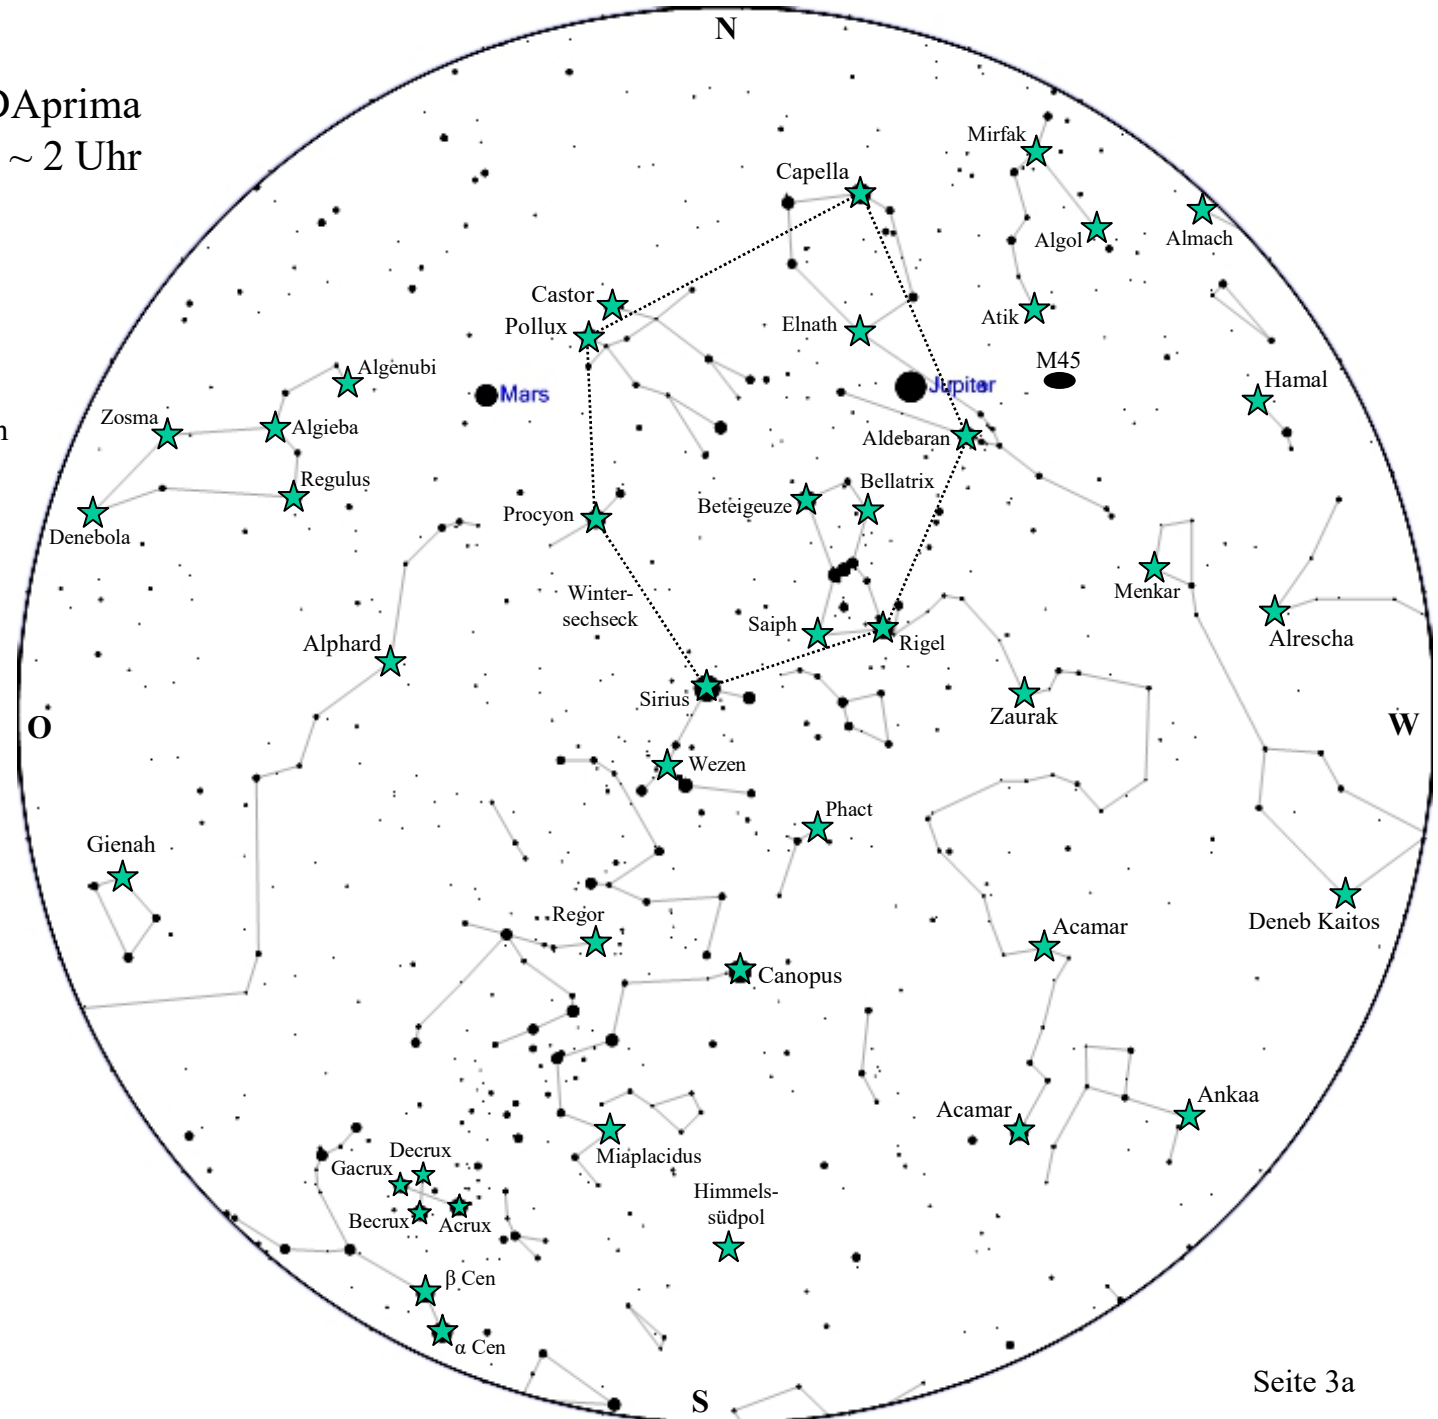 N
DAprima
~ 2 Uhr
Mirfak
Capella
Algol
Almach
Castor
Pollux
Elnath
Atik
M45
Algenubi
Mars
Jupiter
Hamal
Zosma
Algieba
Aldebaran
Regulus
Bellatrix
Beteigeuze
Procyon
Denebola
Winter-
sechseck
Menkar
Saiph
Rigel
Alrescha
Alphard
Sirius
Zaurak
O
W
Wezen
Phact
Gienah
Regor
Acamar
Deneb Kaitos
Canopus
Ankaa
Acamar
Decrux
Gacrux
Miaplacidus
Becrux
Acrux
Himmels-
südpol
β Cen
α Cen
Seite 3a
S